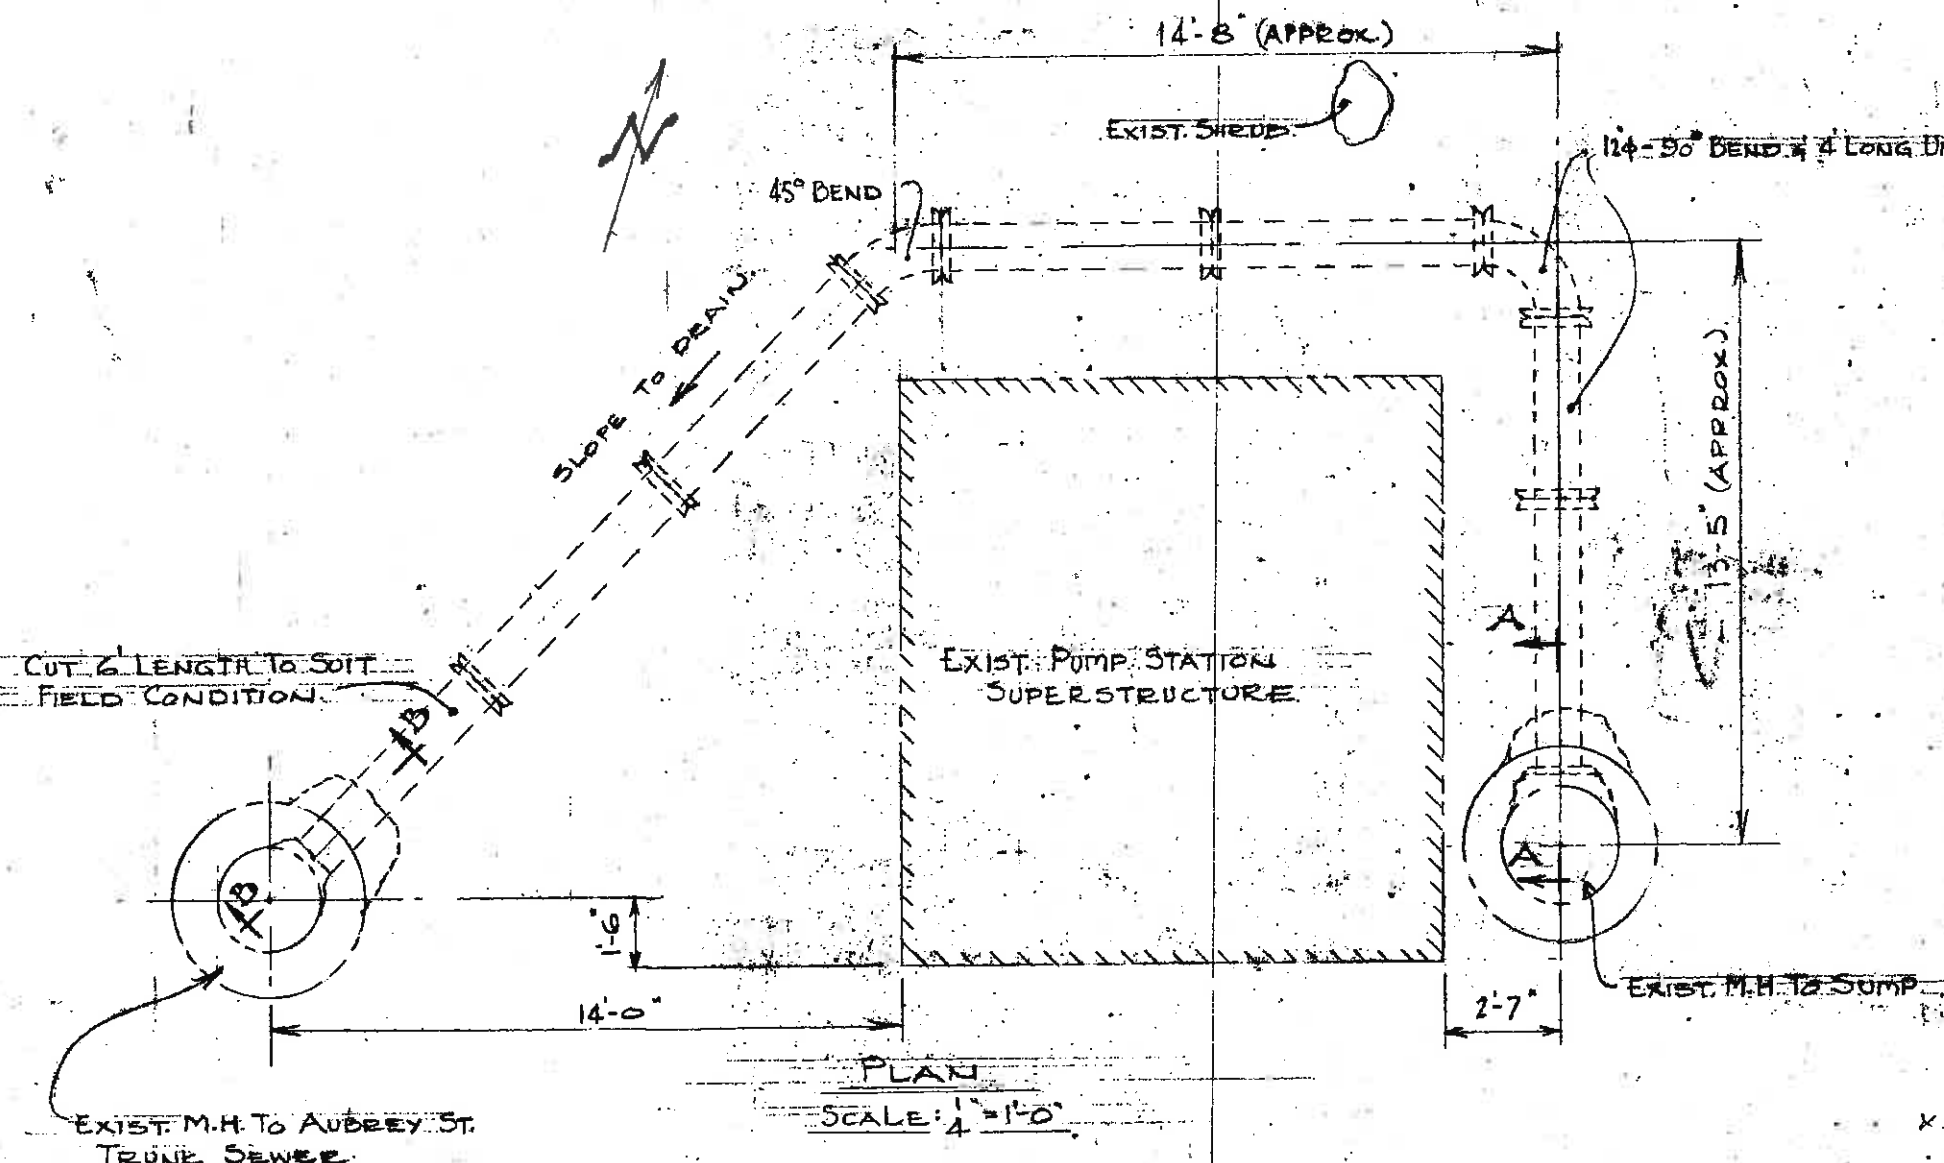 14'-8" (APPROX.)
N
EXIST. SHRUB.
12"ϕ-90° BEND & 4' LONG
45° BEND
SLOPE TO DRAIN
13'-5" (APPROX.)
CUT 6' LENGTH TO SUIT
FIELD CONDITION.
EXIST. PUMP STATION
SUPERSTRUCTURE.
A
A
B
B
1'-6"
14'-0"
2'-7"
EXIST. M.H. TO SUMP.
PLAN
SCALE: 1/4" = 1'-0"
EXIST. M.H. TO AUBREY ST.
TRUNK SEWER.
X